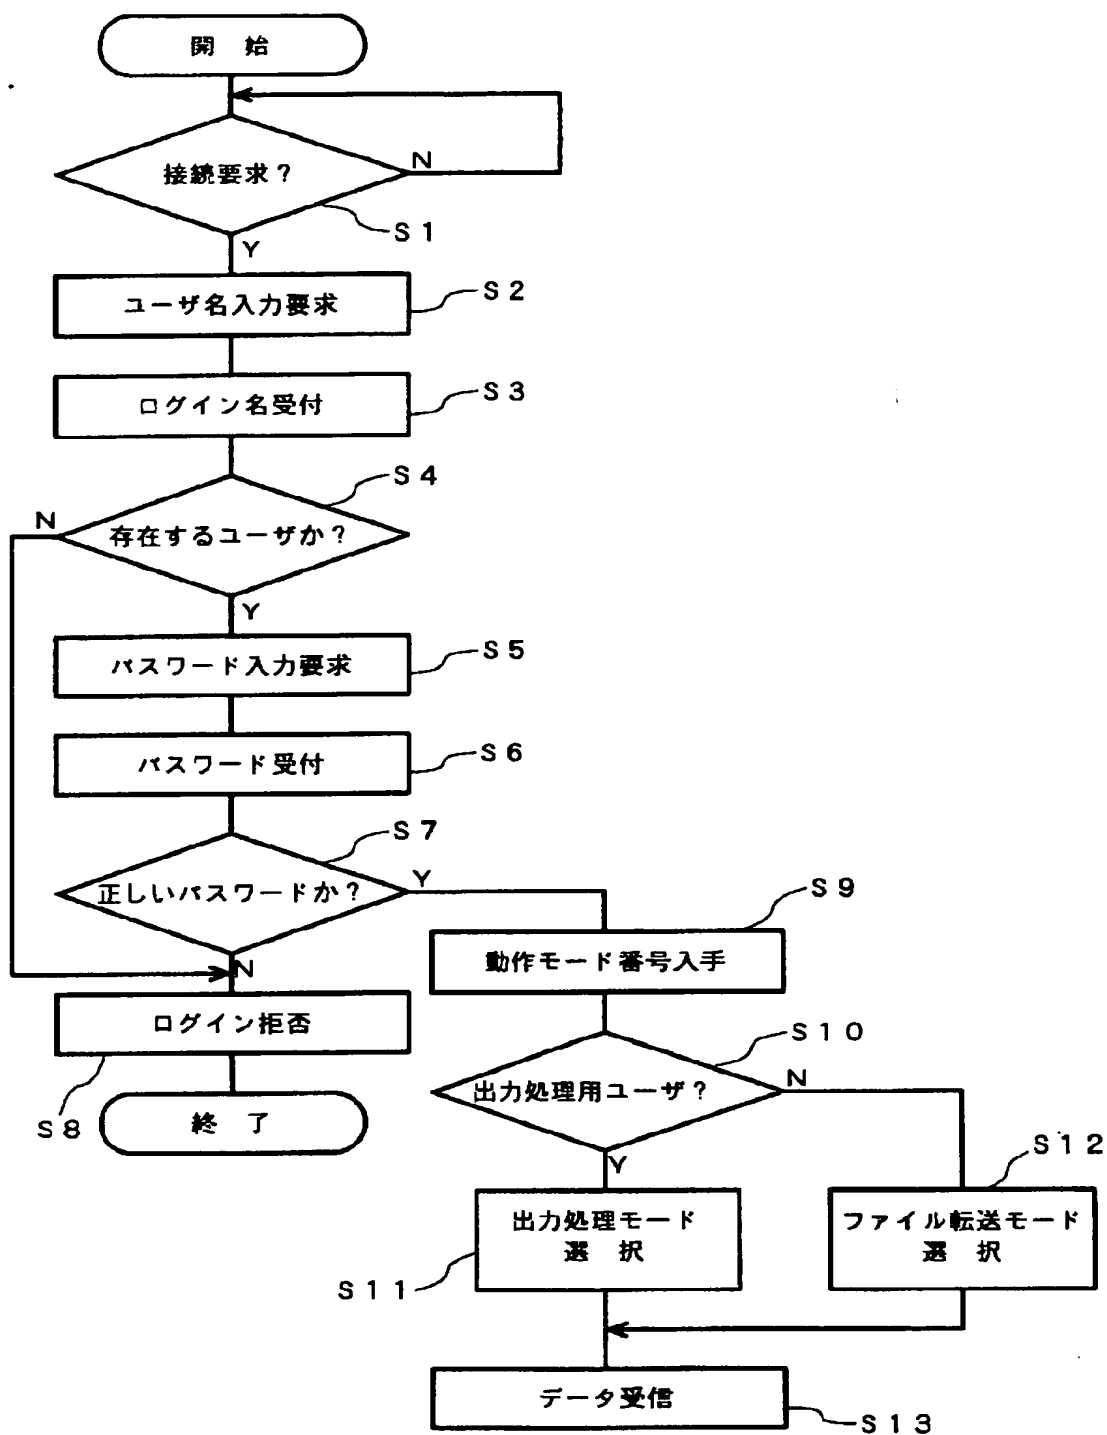 開 始
接続要求?
N
S1
Y
ユーザ名入力要求
S2
ログイン名受付
S3
S4
N
存在するユーザか?
Y
パスワード入力要求
S5
パスワード受付
S6
S7
正しいパスワードか?
Y
N
ログイン拒否
S8
終 了
S9
動作モード番号入手
S10
出力処理用ユーザ?
N
Y
出力処理モード
選 択
S11
S12
ファイル転送モード
選 択
データ受信
S13